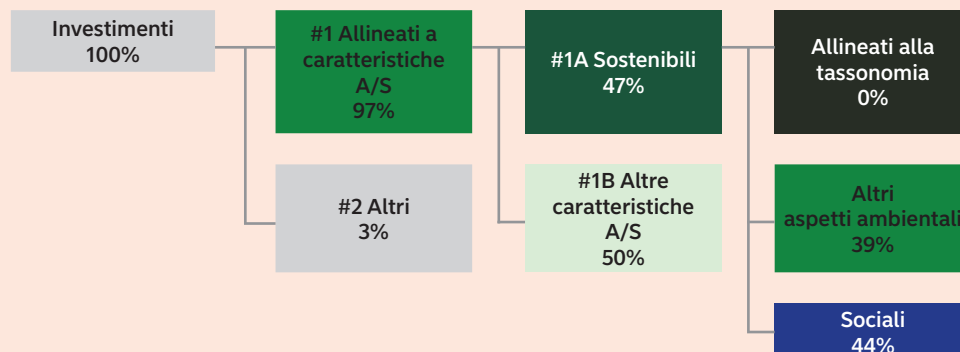 Investimenti
100%
#1 Allineati a
caratteristiche
A/S
97%
#1A Sostenibili
47%
Allineati alla
tassonomia
0%
#2 Altri
3%
#1B Altre
caratteristiche
A/S
50%
Altri
aspetti ambientali
39%
Sociali
44%